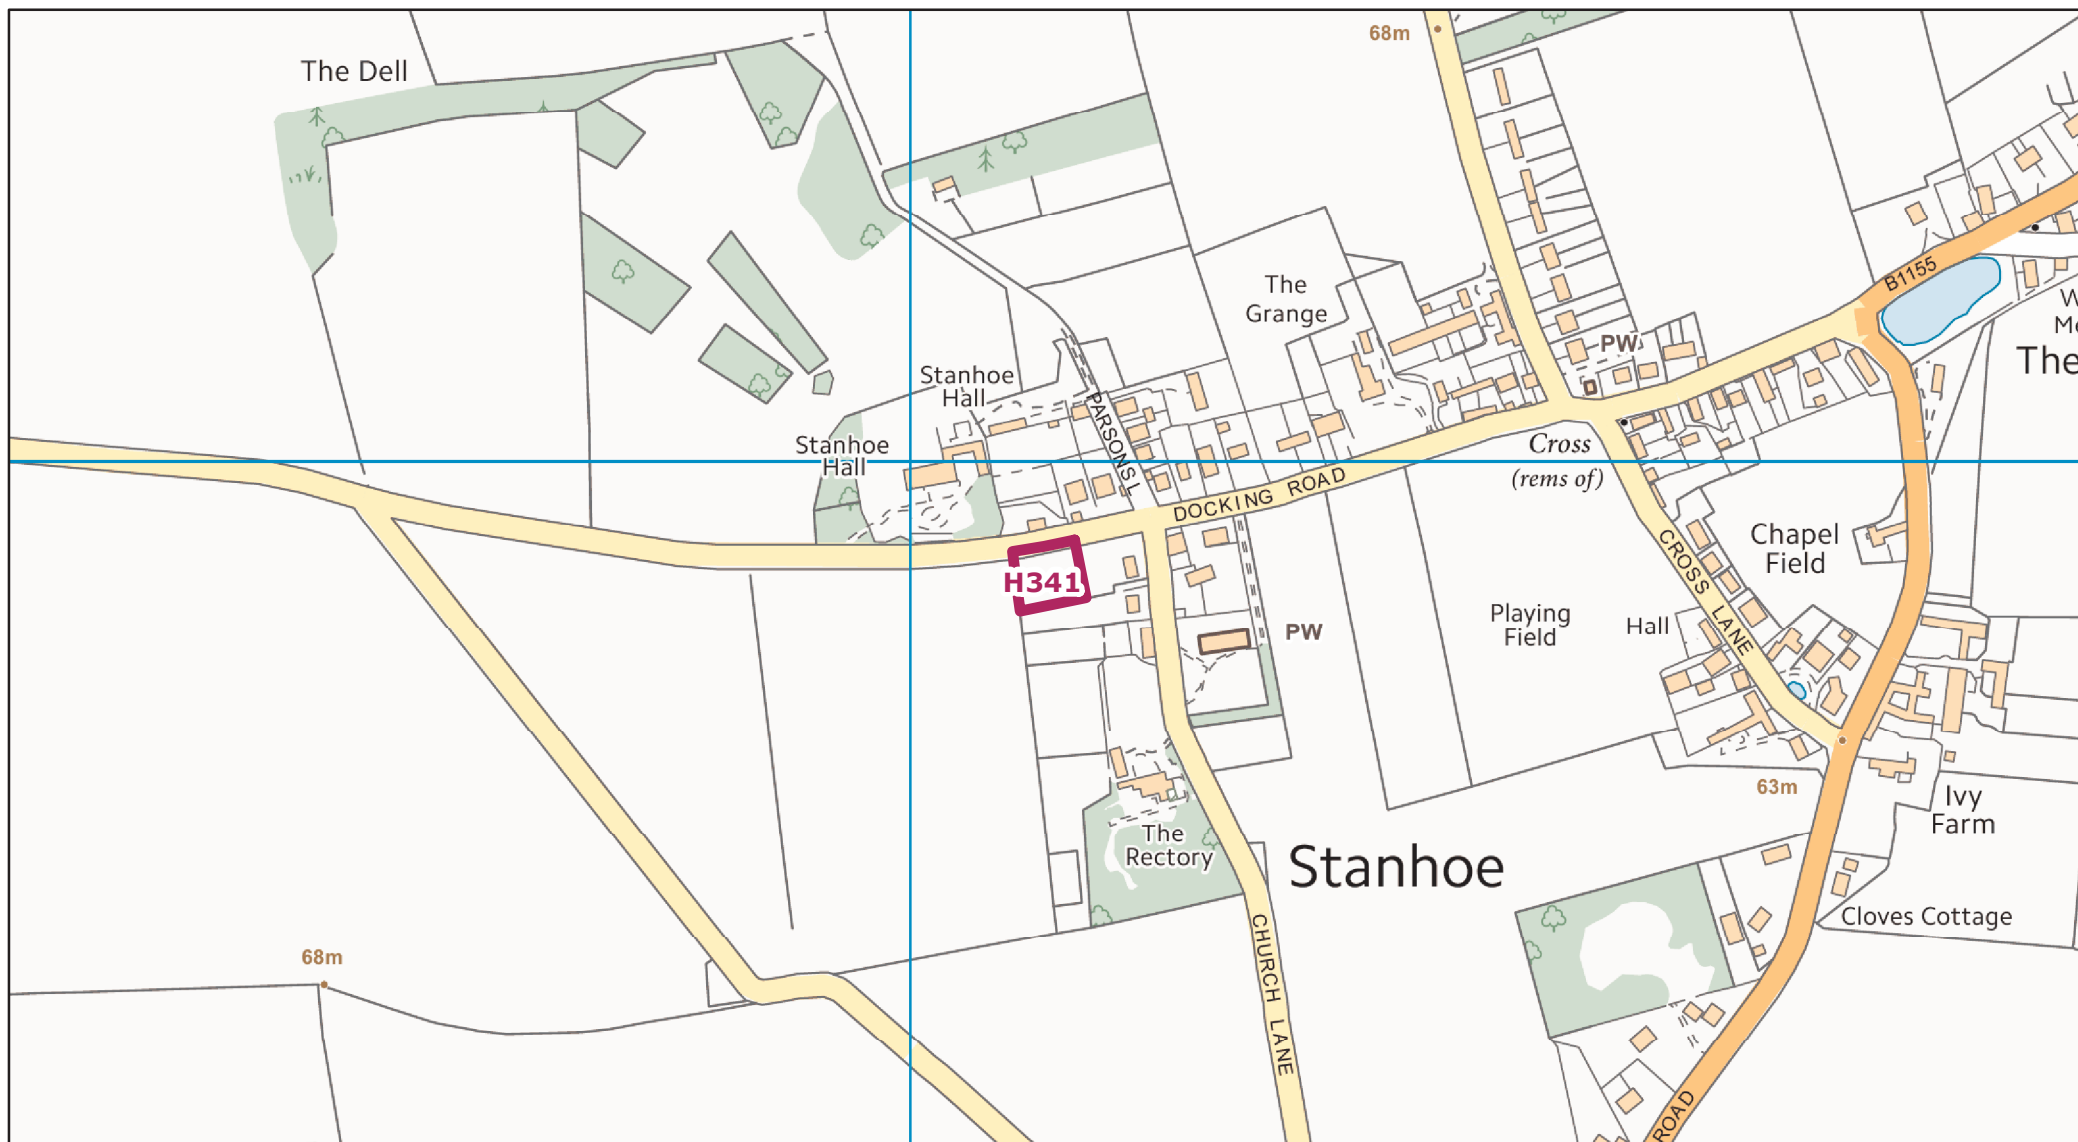 68m
The Dell
B1155
The
Grange
W
PW
Me
The
Stanhoe
Hall
PARSONS L
Stanhoe
Hall
Cross
(rems of)
DOCKING ROAD
Chapel
Field
CROSS LANE
H341
Playing
Field
Hall
PW
63m
Ivy
Farm
The
Rectory
Stanhoe
Cloves Cottage
CHURCH LANE
68m
ROAD